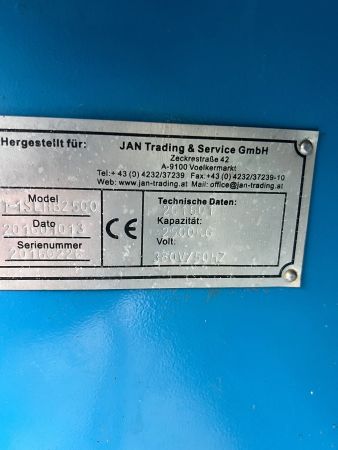 Hergestellt für:
JAN Trading & Service GmbH
Zeckrestraße 42
A-9100 Voelkermarkt
Tel:+ 43 (0) 4232/37239 Fax:+43 (0) 4232/37239-10
Web: www.jan-trading.at Mail: office@jan-trading.at
Model
Dato
Serienummer
CE
Technische Daten:
Kapazität:
2500KG
Volt:
380V/50HZ